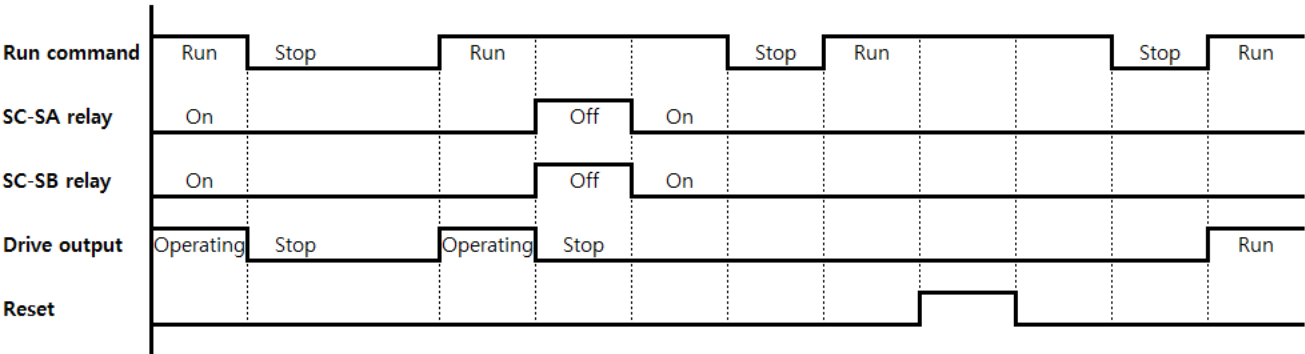 Run command Run Stop Run Stop Run Stop Run
SC-SA relay On Off On
SC-SB relay On Off On
Drive output Operating Stop Operating Stop Run
Reset